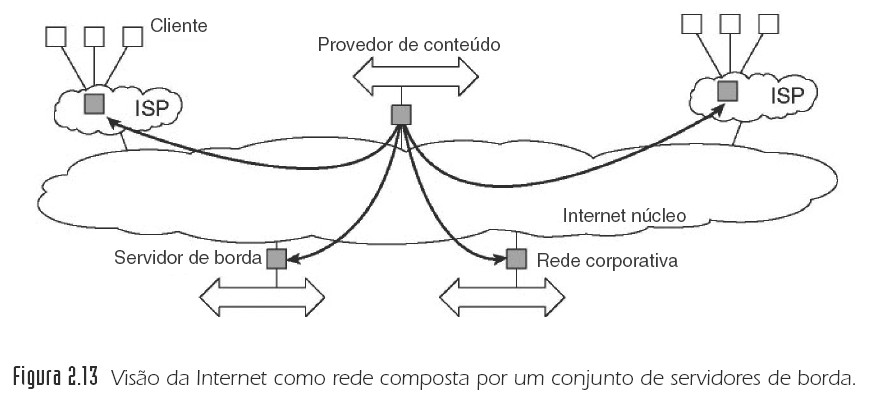 Cliente
Provedor de conteúdo
ISP
ISP
Internet núcleo
Servidor de borda
Rede corporativa
Figura 2.13 Visão da Internet como rede composta por um conjunto de servidores de borda.